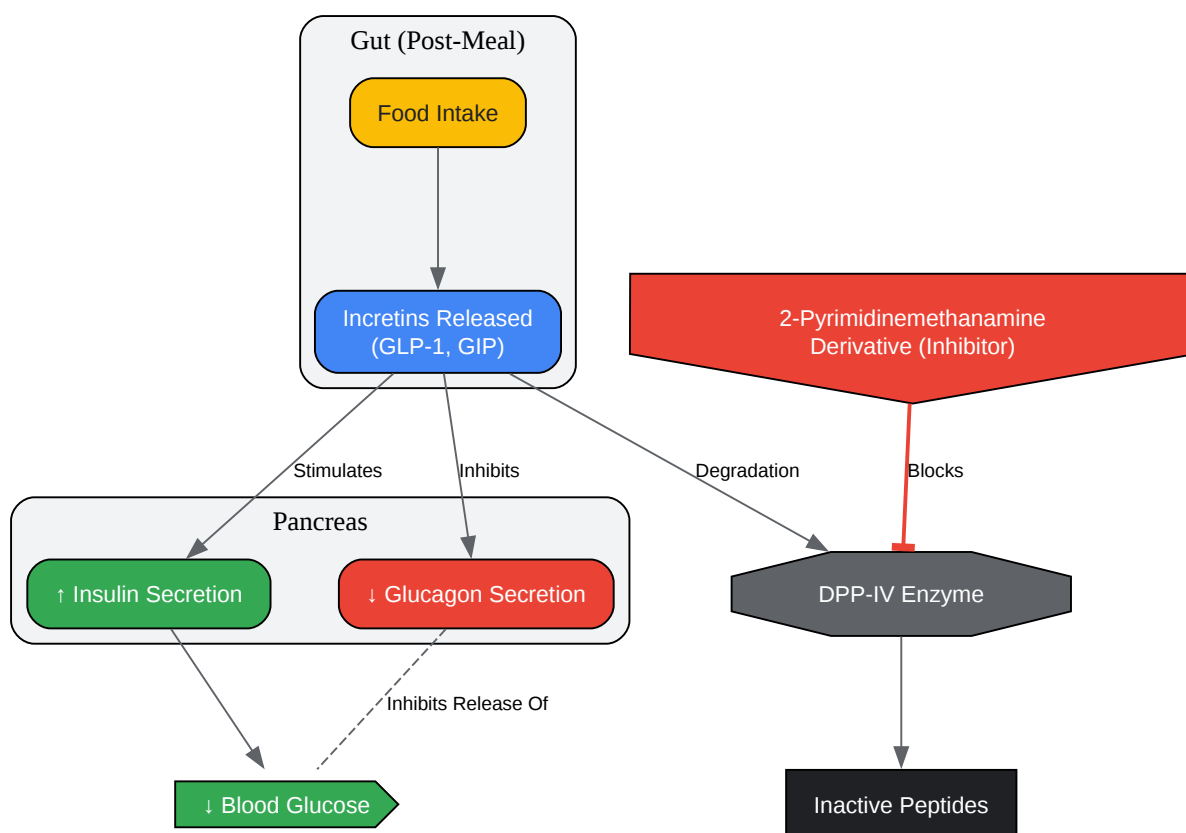 Gut (Post-Meal)
Food Intake
Incretins Released
(GLP-1, GIP)
2-Pyrimidinemethanamine
Derivative (Inhibitor)
Stimulates
Inhibits
Degradation
Blocks
Pancreas
↑ Insulin Secretion
↓ Glucagon Secretion
DPP-IV Enzyme
Inhibits Release Of
↓ Blood Glucose
Inactive Peptides